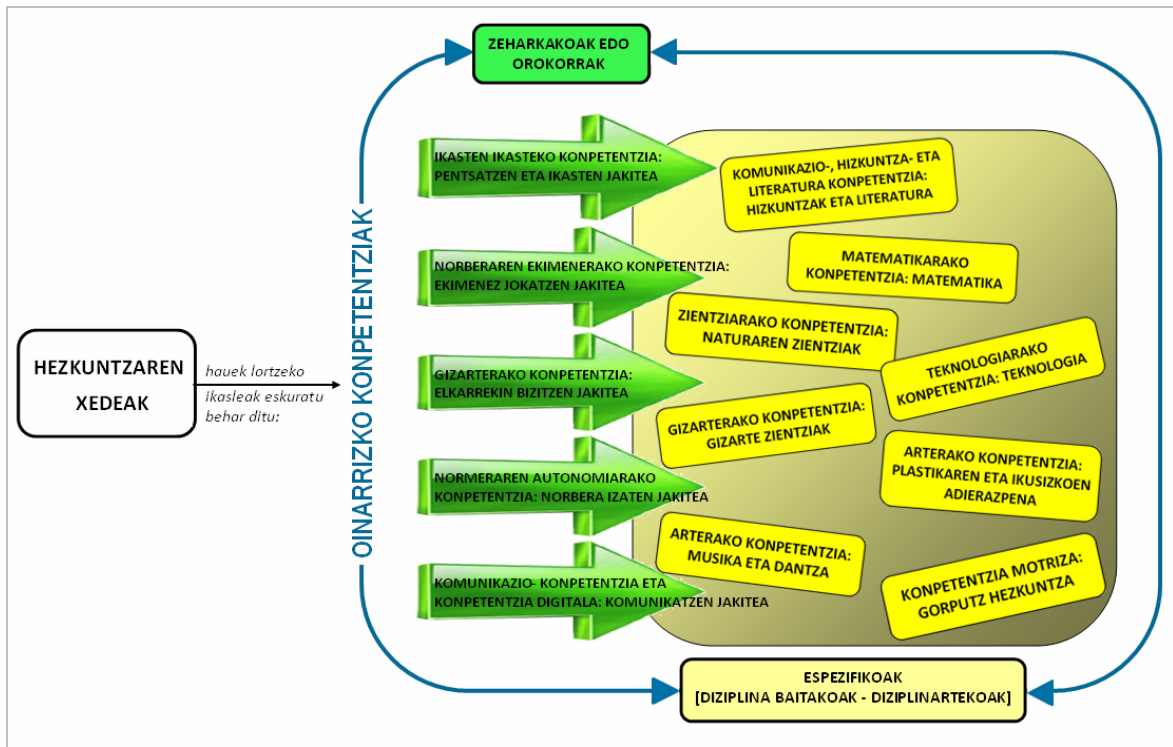 ZEHARKAKOAK EDO
OROKORRAK
IKASTEN IKASTEKO KONPETENTZIA:
PENTSATZEN ETA IKASTEN JAKITEA
NORBERAREN EKIMENERAKO KONPETENTZIA:
EKIMENEZ JOKATZEN JAKITEA
GIZARTERAKO KONPETENTZIA:
ELKARREKIN BIZITZEN JAKITEA
NORMERAREN AUTONOMIARAKO
KONPETENTZIA: NORBERA IZATEN JAKITEA
KOMUNIKAZIO- KONPETENTZIA ETA
KONPETENTZIA DIGITALA: KOMUNIKATZEN JAKITEA
KOMUNIKAZIO-, HIZKUNTZA- ETA
LITERATURA KONPETENTZIA:
HIZKUNTZAK ETA LITERATURA
MATEMATIKARAKO
KONPETENTZIA: MATEMATIKA
ZIENTZIARAKO KONPETENTZIA:
NATURAREN ZIENTZIAK
TEKNOLOGIARAKO
KONPETENTZIA: TEKNOLOGIA
GIZARTERAKO KONPETENTZIA:
GIZARTE ZIENTZIAK
ARTERAKO KONPETENTZIA:
PLASTIKAREN ETA IKUSIZKOEN
ADIERAZPENA
ARTERAKO KONPETENTZIA:
MUSIKA ETA DANTZA
KONPETENTZIA MOTRIZA:
GORPUTZ HEZKUNTZA
HEZKUNTZAREN
XEDEAK
hauek lortzeko
ikasleak eskuratu
behar ditu:
OINARRIZKO KONPETENTZIAK
ESPEZIFIKOAK
[DIZIPLINA BAITAKOAK - DIZIPLINARTEKOAK]